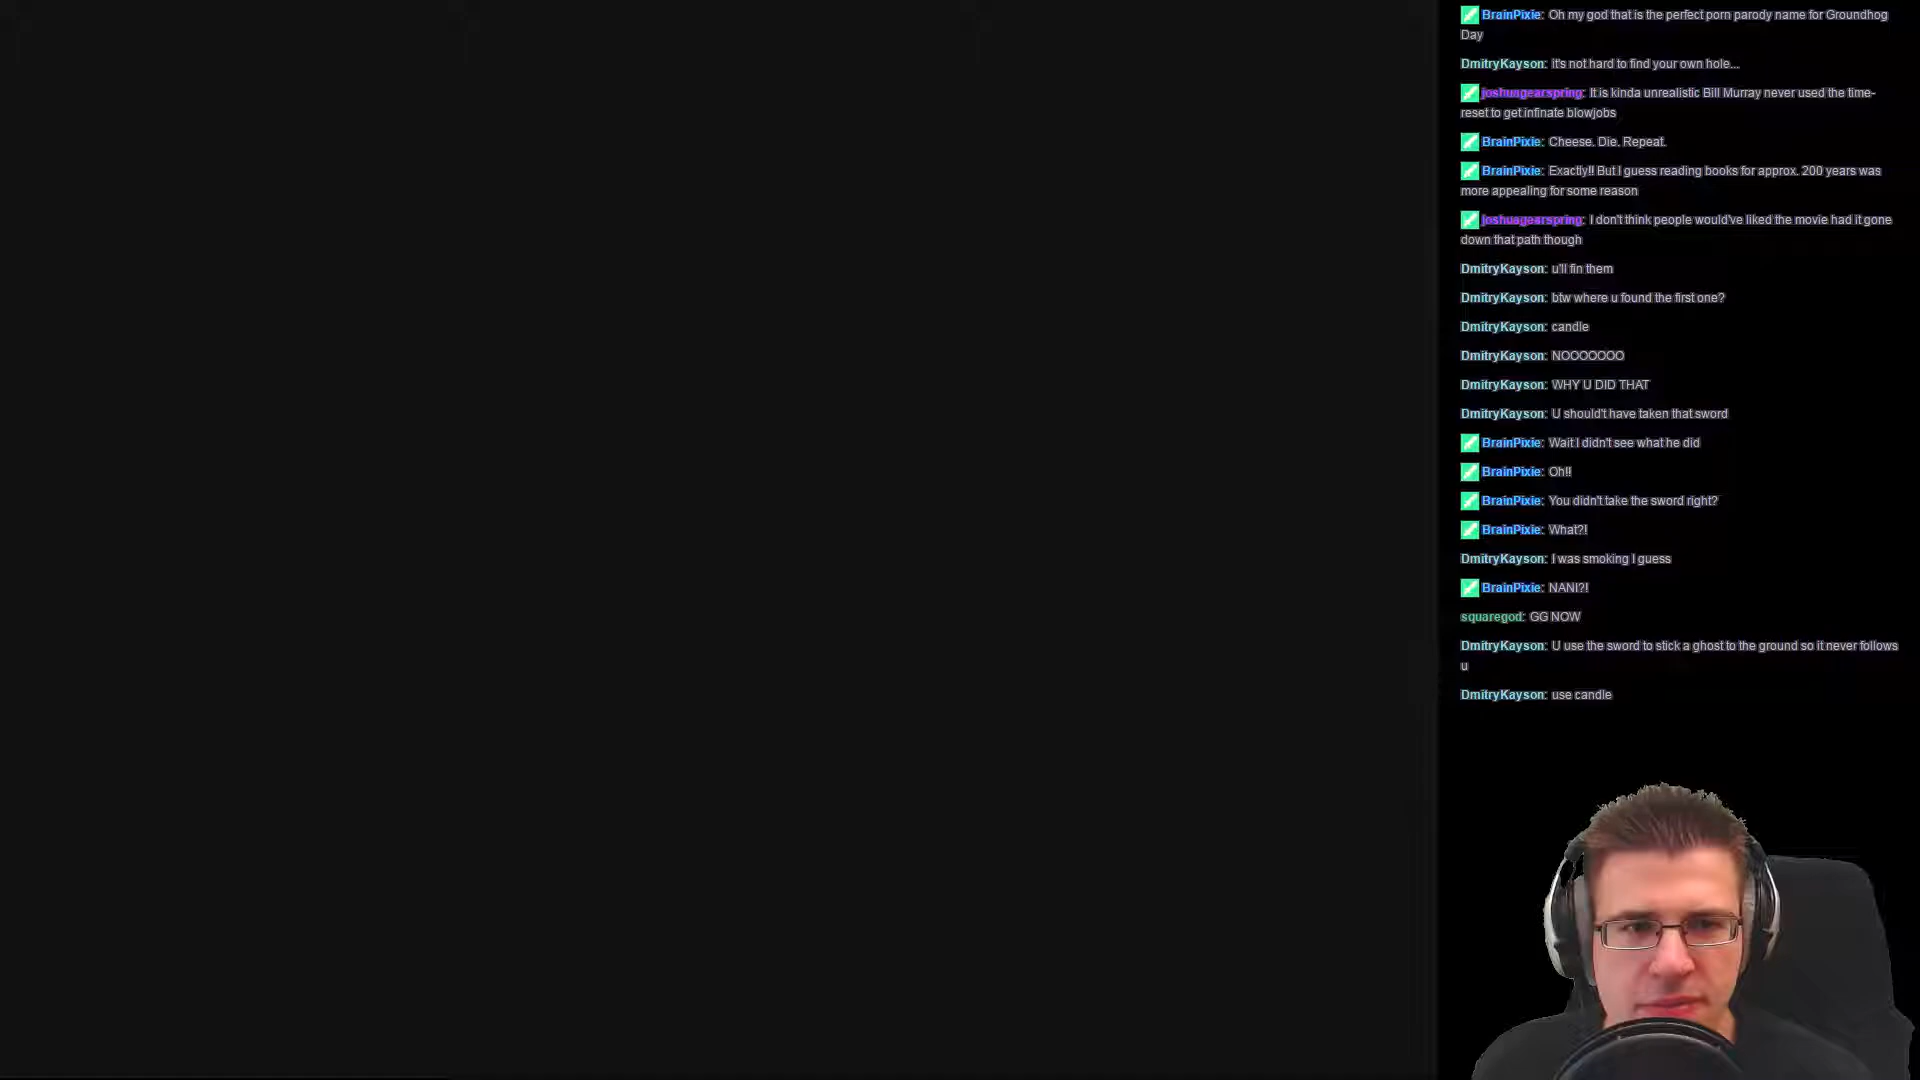 BrainPixie: Oh my god that is the perfect porn parody name for Groundhog
Day
DmitryKayson: It's not hard to find your own hole...
joshuagearspring: It is kinda unrealistic Bill Murray never used the time-
reset to get infinate blowjobs
BrainPixie: Cheese. Die. Repeat.
BrainPixie: Exactly!! But I guess reading books for approx. 200 years was
more appealing for some reason
joshuagearspring: I don't think people would've liked the movie had it gone
down that path though
DmitryKayson: u'll fin them
DmitryKayson: btw where u found the first one?
DmitryKayson: candle
DmitryKayson: NOOOOOOO
DmitryKayson: WHY U DID THAT
DmitryKayson: U should't have taken that sword
BrainPixie: Wait I didn't see what he did
BrainPixie: Oh!!
BrainPixie: You didn't take the sword right?
BrainPixie: What?!
DmitryKayson: I was smoking I guess
BrainPixie: NANI?!
squaregod: GG NOW
DmitryKayson: U use the sword to stick a ghost to the ground so it never follows
u
DmitryKayson: use candle